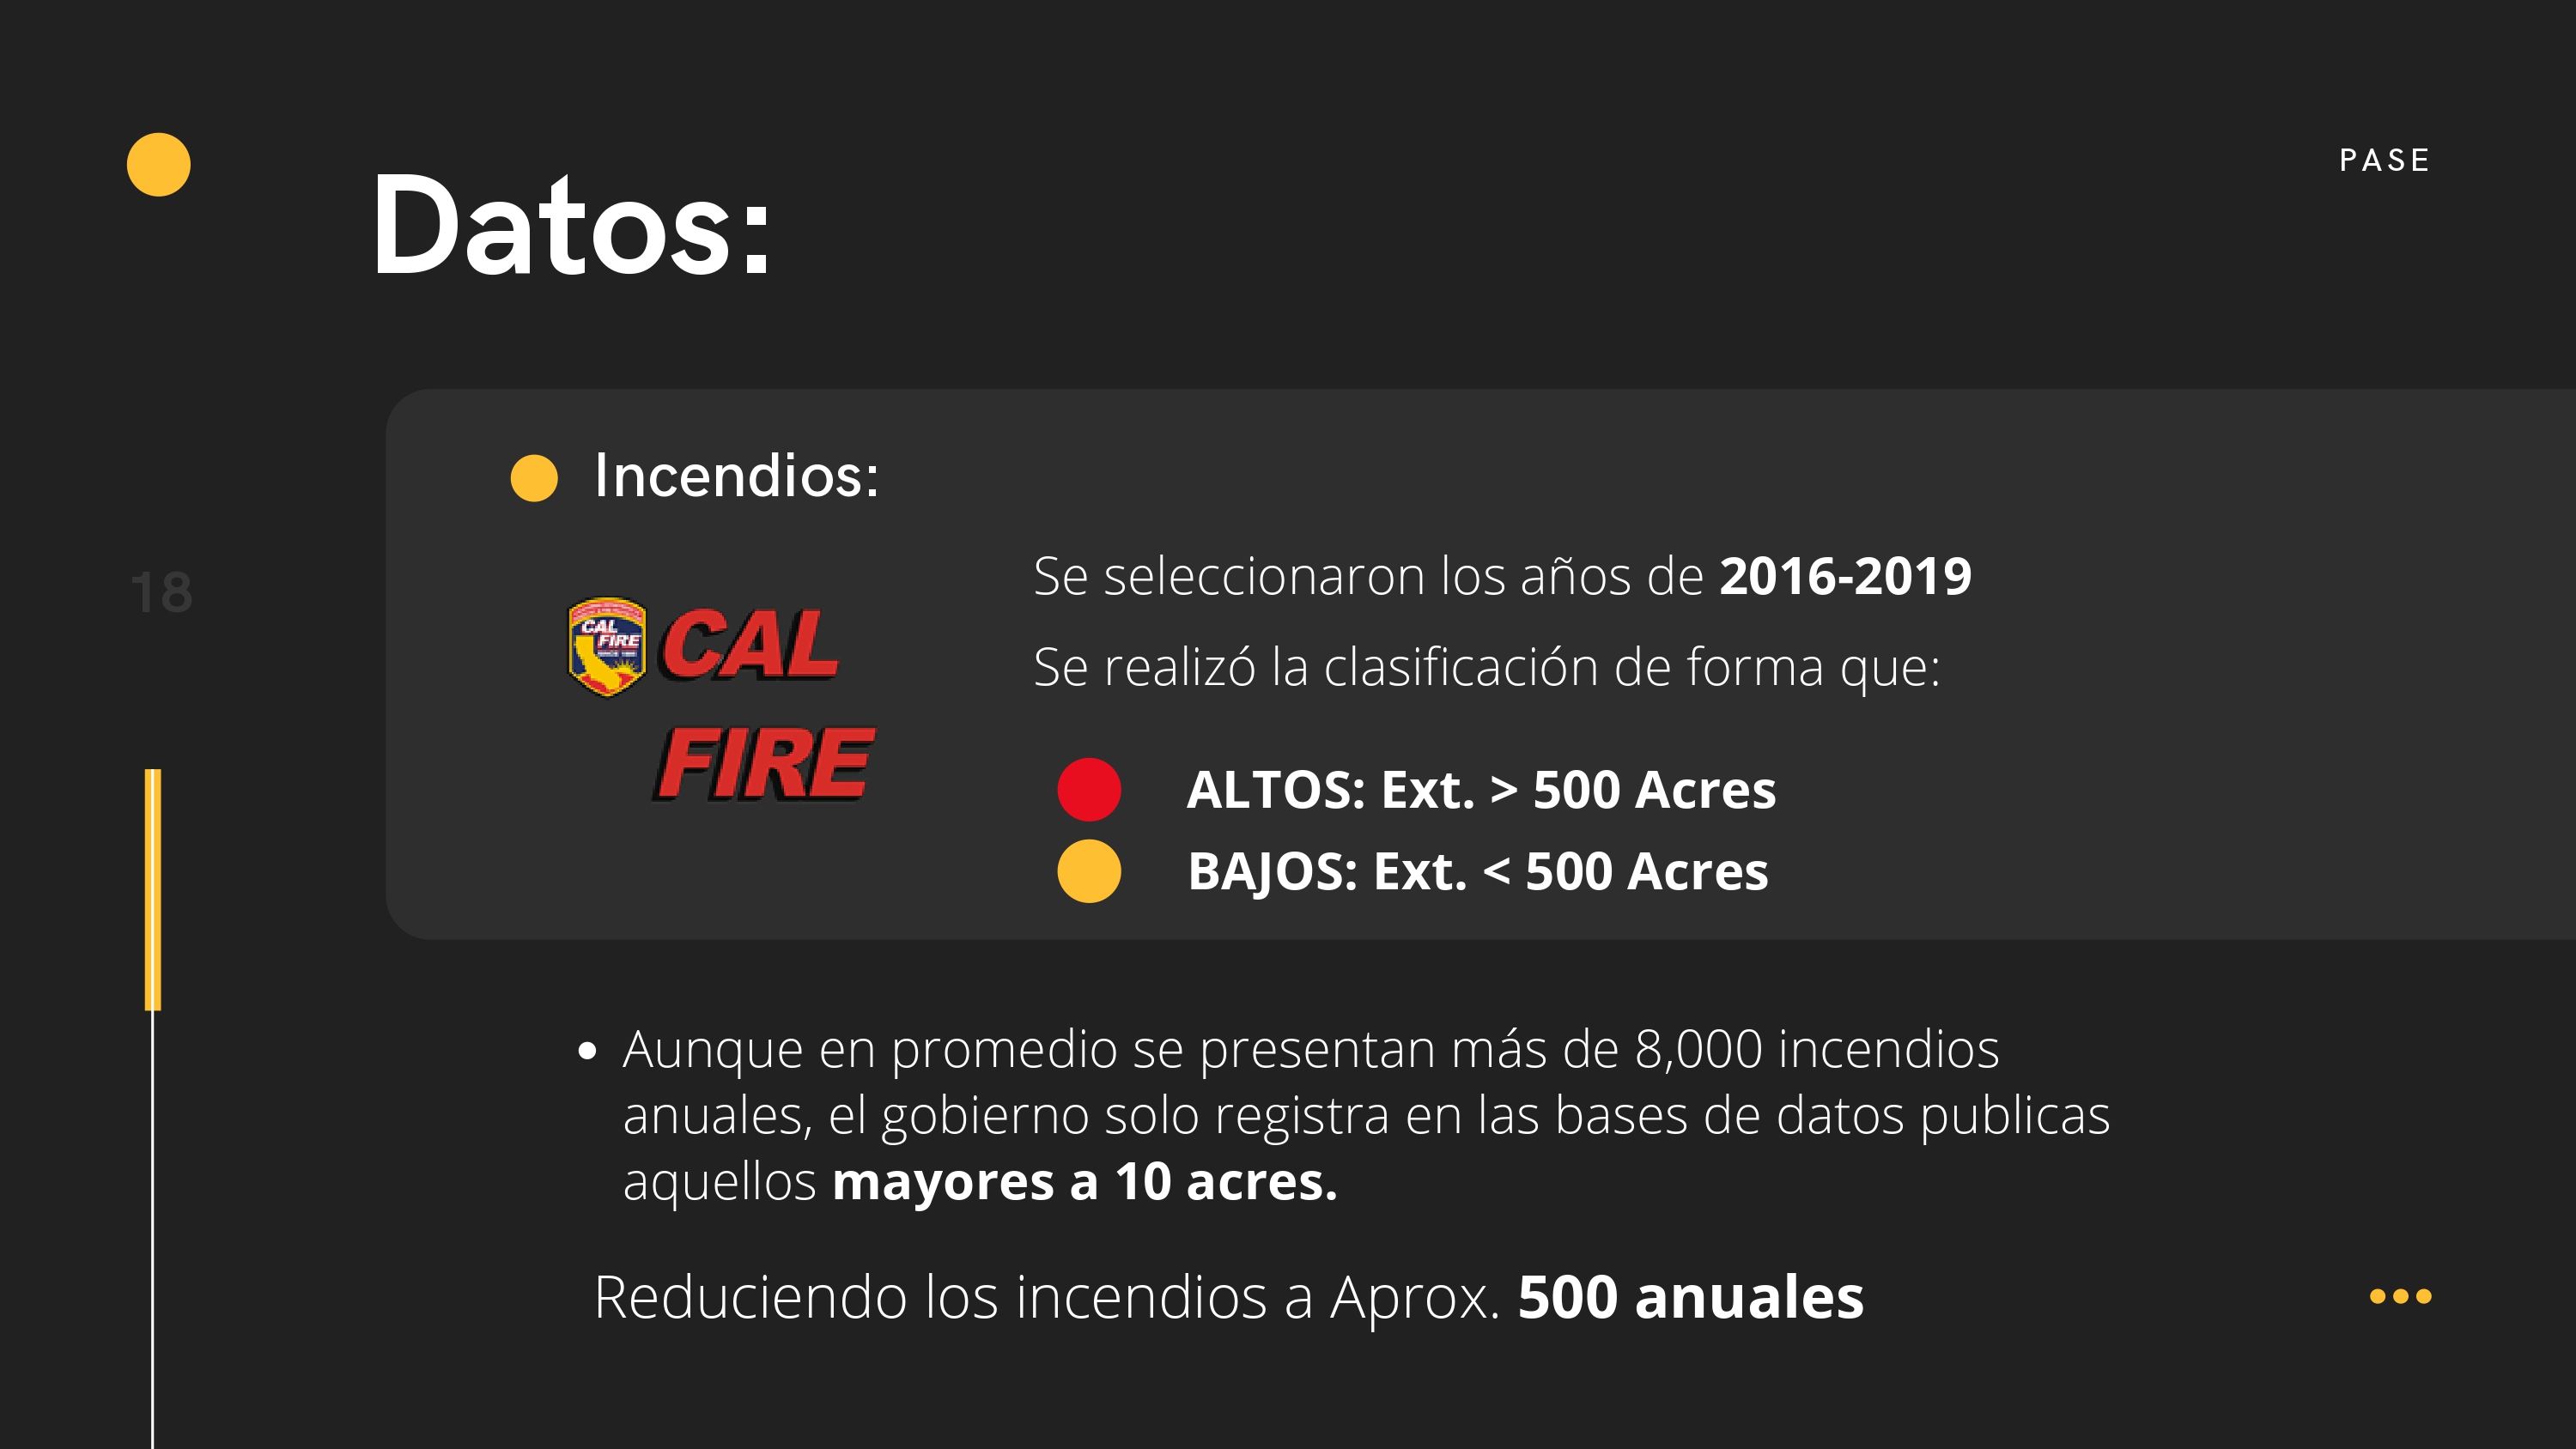 PASE
Datos:
Incendios:
18
CAL
FIRE
CAL
FIRE
Se seleccionaron los años de 2016-2019
Se realizó la clasificación de forma que:
ALTOS: Ext. > 500 Acres
BAJOS: Ext. < 500 Acres
• Aunque en promedio se presentan más de 8,000 incendios
anuales, el gobierno solo registra en las bases de datos publicas
aquellos mayores a 10 acres.
Reduciendo los incendios a Aprox. 500 anuales